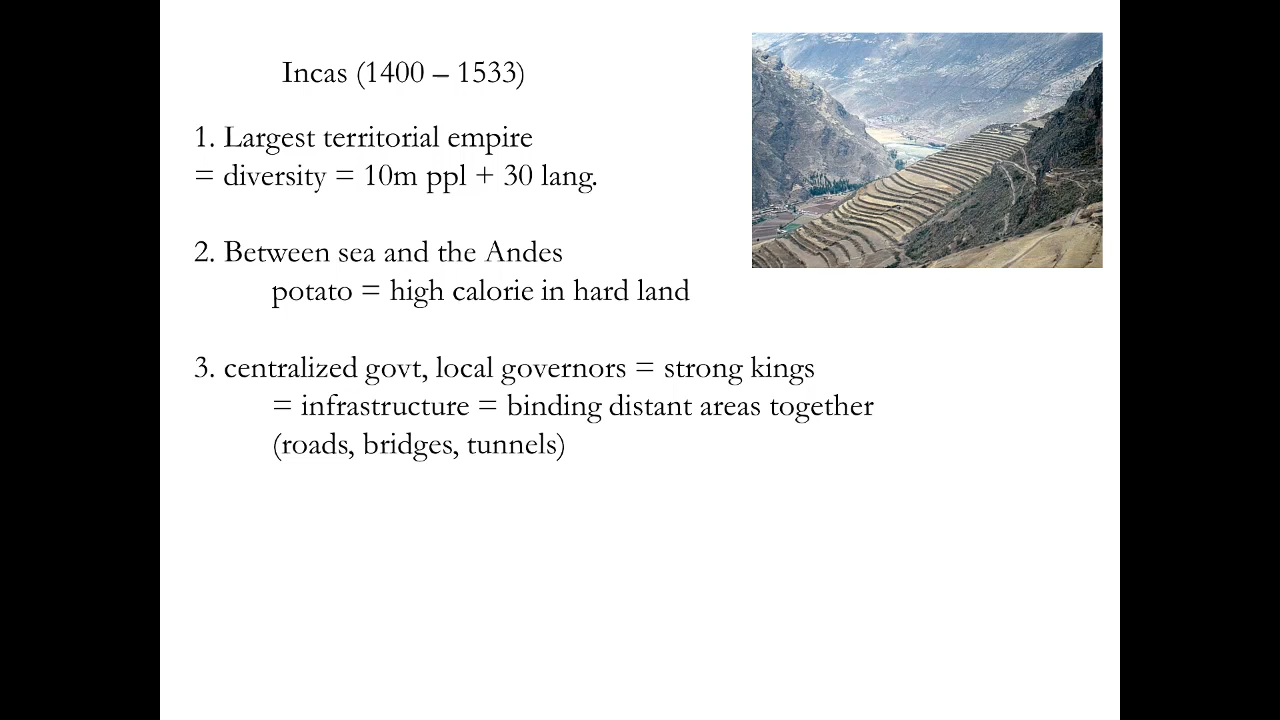 Incas (1400 – 1533)
1. Largest territorial empire
= diversity = 10m ppl + 30 lang.
2. Between sea and the Andes
potato = high calorie in hard land
3. centralized govt, local governors = strong kings
= infrastructure = binding distant areas together
(roads, bridges, tunnels)